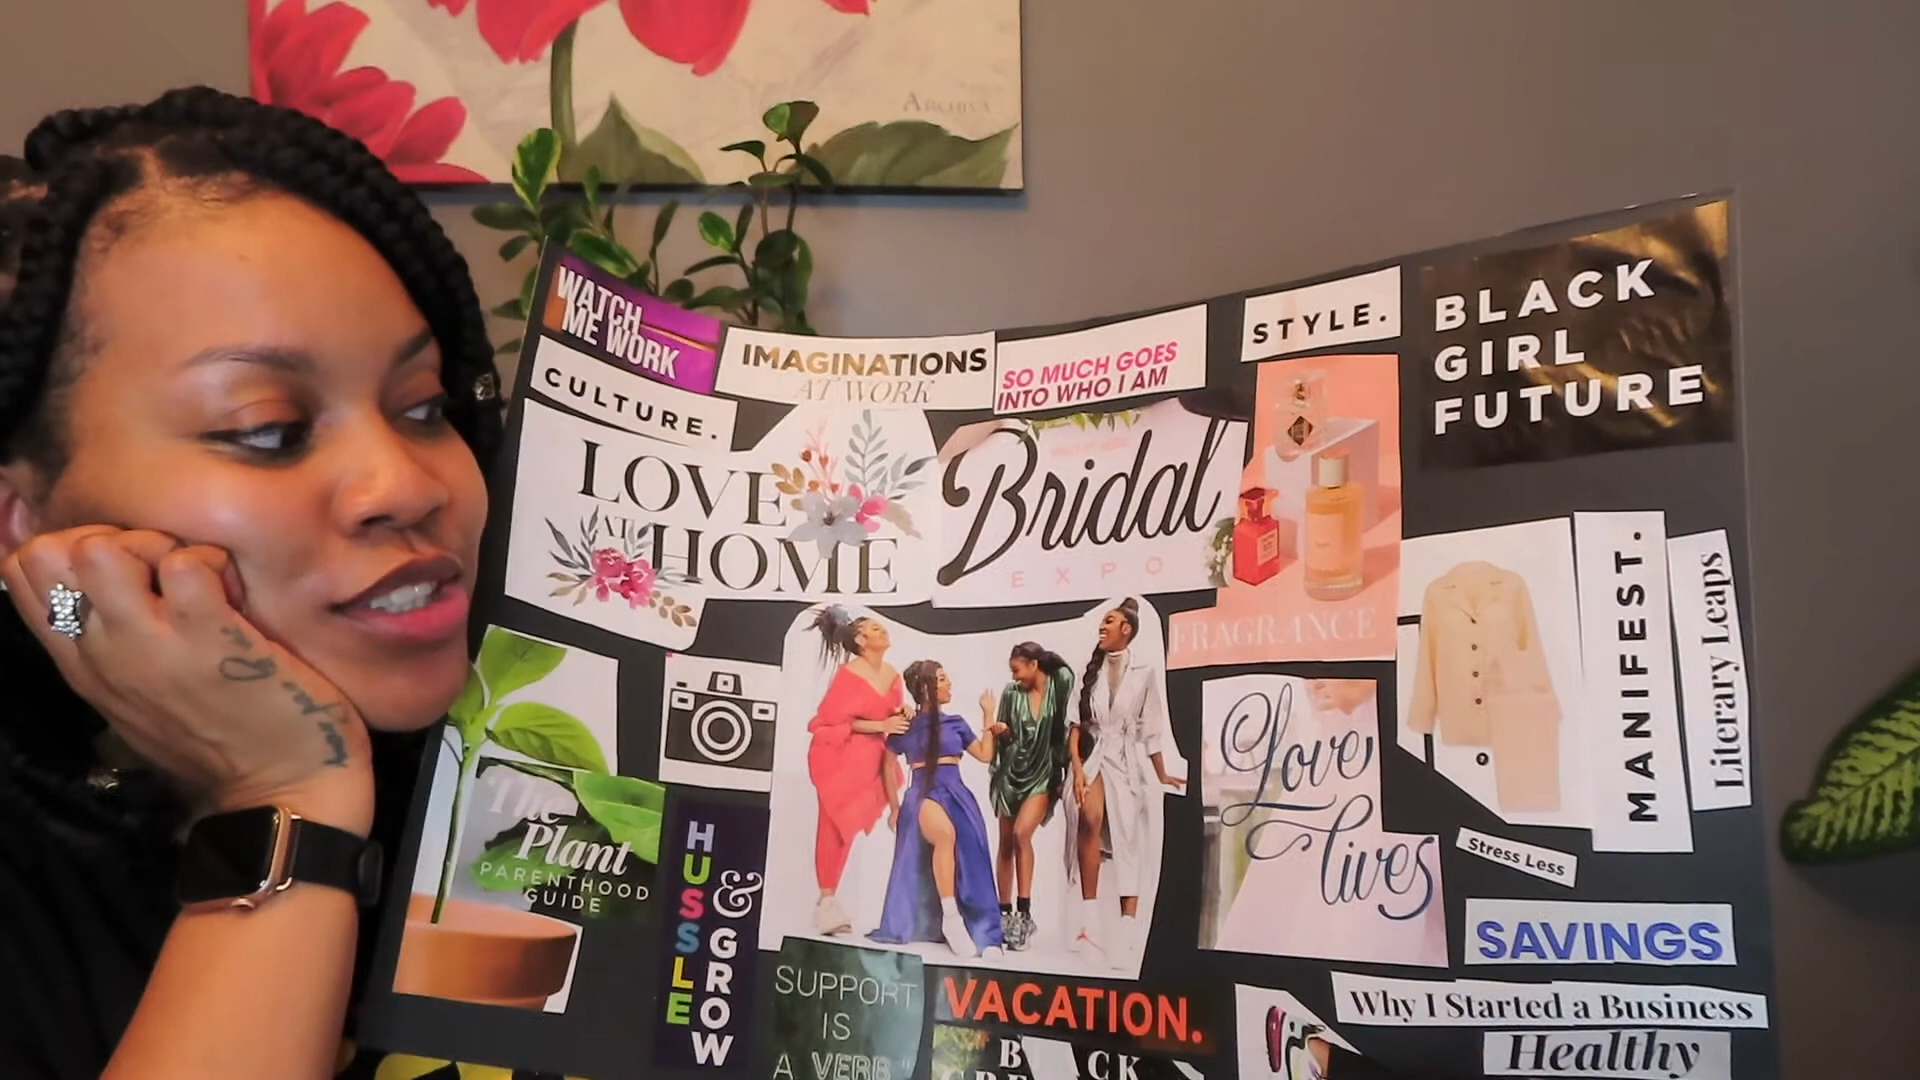 ARCHIVA
WATCH
ME WORK
CULTURE.
IMAGINATIONS
AT WORK
SO MUCH GOES
INTO WHO I AM
STYLE.
BLACK
GIRL
FUTURE
LOVE
AT
HOME
Bridal
EXPO
FRAGRANCE
MANIFEST.
Literary Leaps
The
Plant
PARENTHOOD
GUIDE
HUSSLE
& GROW
Love
lives
Stress Less
SAVINGS
SUPPORT
IS
A VERB"
VACATION.
Why I Started a Business
Healthy